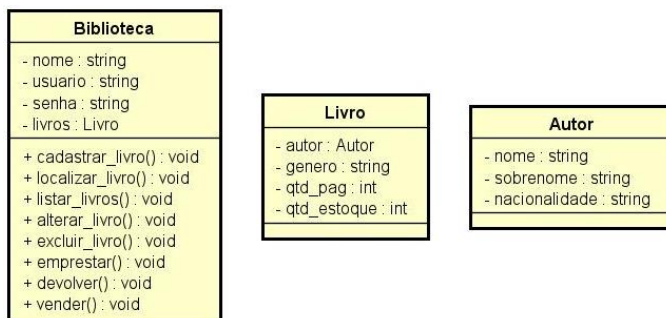 Biblioteca
- nome : string
- usuario : string
- senha : string
- livros : Livro
+ cadastrar_livro() : void
+ localizar_livro() : void
+ listar_livros() : void
+ alterar_livro() : void
+ excluir_livro() : void
+ emprestar() : void
+ devolver() : void
+ vender() : void
Livro
- autor : Autor
- genero : string
- qtd_pag : int
- qtd_estoque : int
Autor
- nome : string
- sobrenome : string
- nacionalidade : string